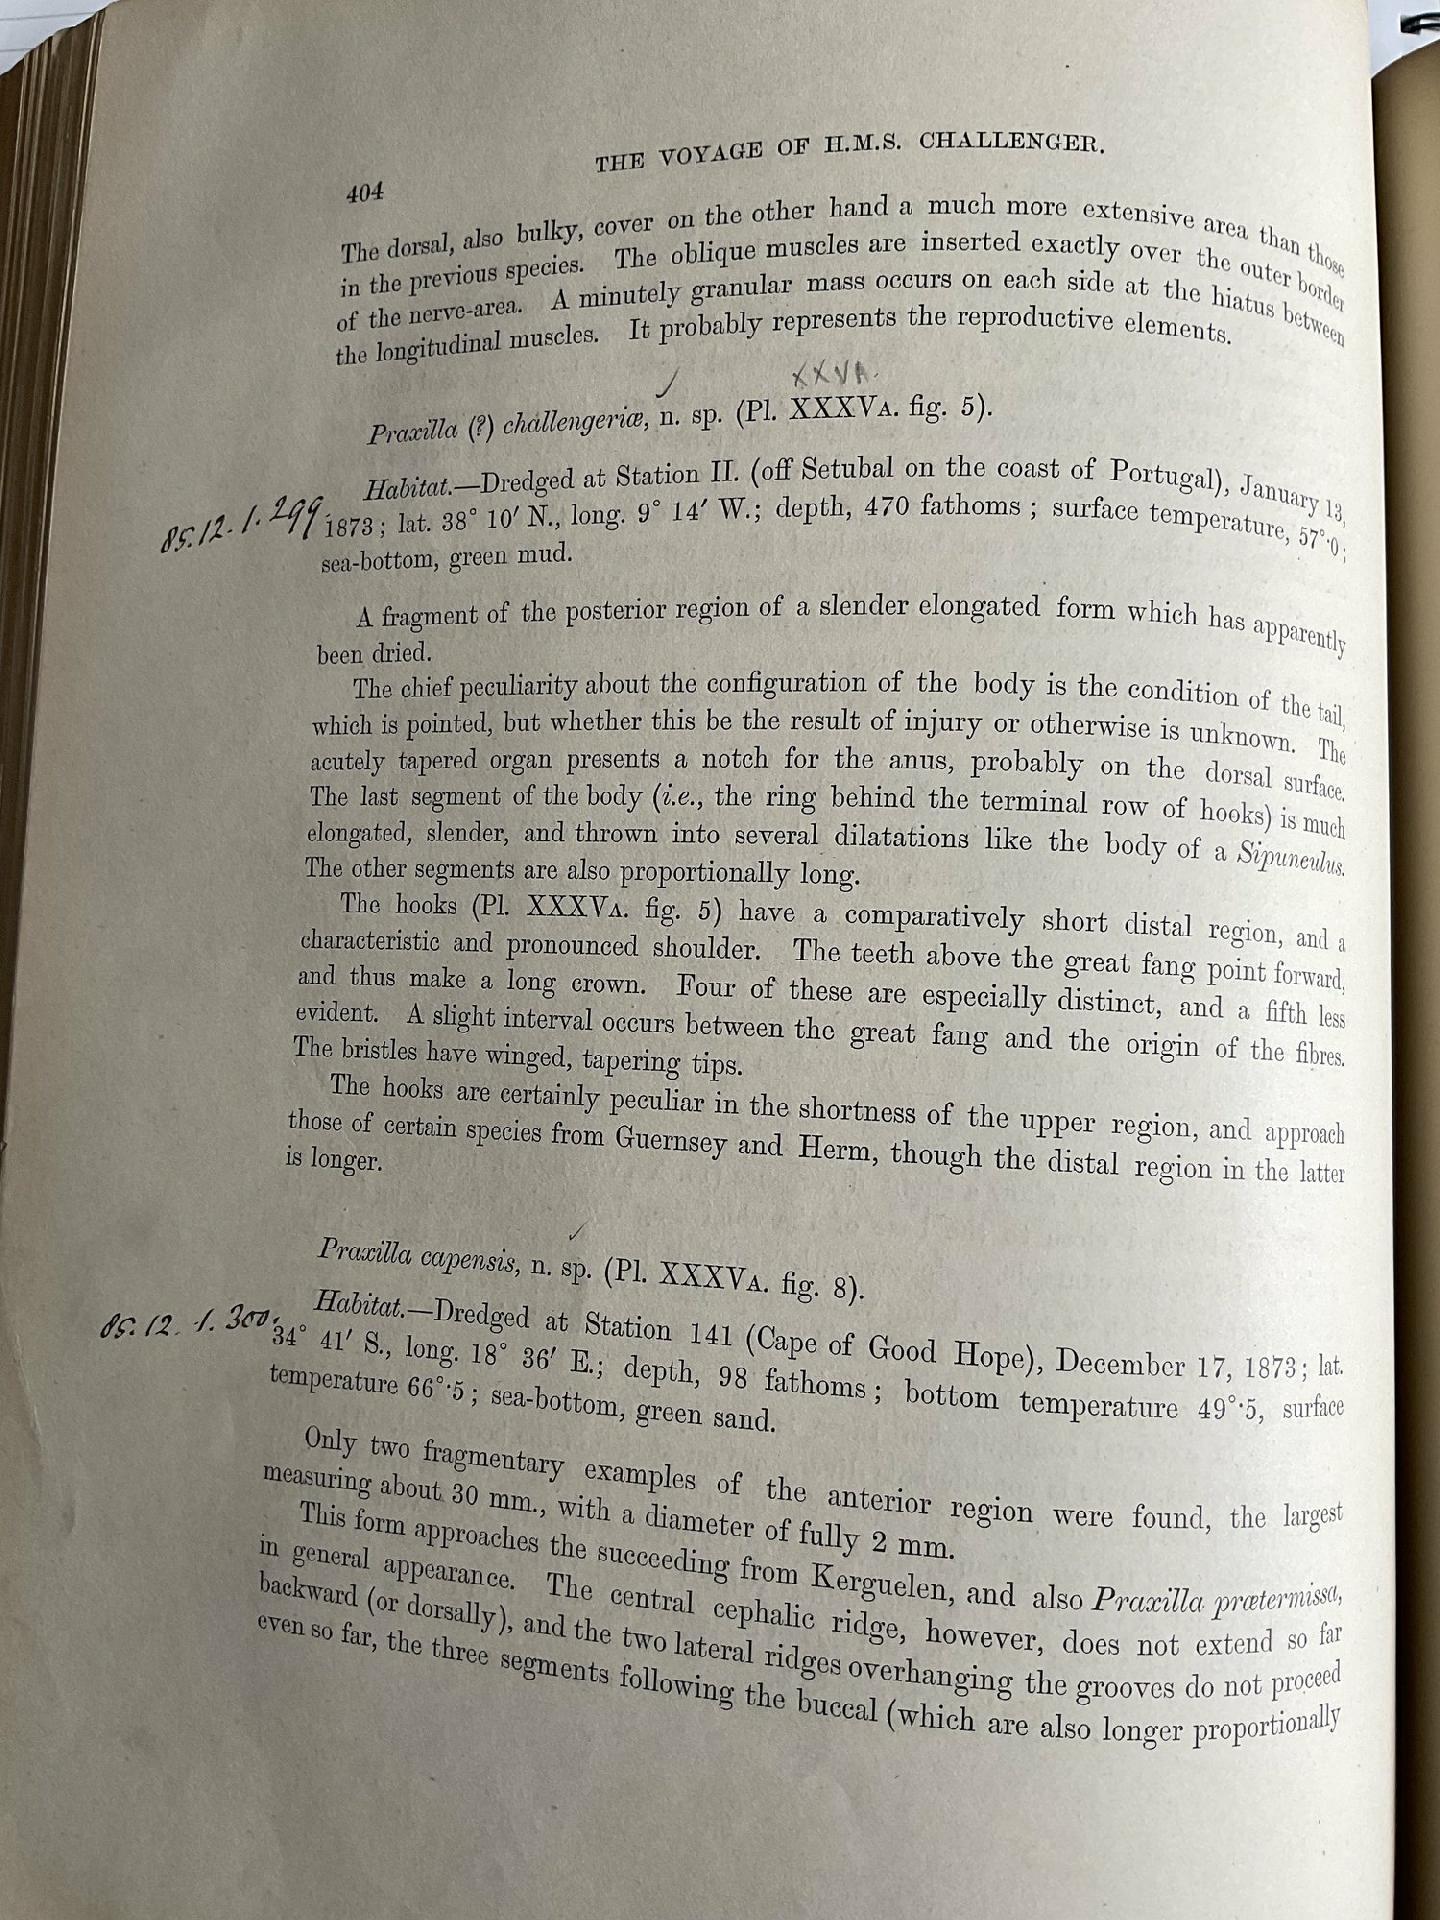 THE VOYAGE OF H.M.S. CHALLENGER.
404
The dorsal, also bulky, cover on the other hand a much more extensive area than those
in the previous species. The oblique muscles are inserted exactly over the outer border
of the nerve-area. A minutely granular mass occurs on each side at the hiatus between
the longitudinal muscles. It probably represents the reproductive elements.
XXVA.
Praxilla (?) challengeriæ, n. sp. (Pl. XXXVA. fig. 5).
Habitat.—Dredged at Station II. (off Setubal on the coast of Portugal), January 13,
85.12.1.299.
1873; lat. 38° 10′ N., long. 9° 14′ W.; depth, 470 fathoms; surface temperature, 57°·0;
sea-bottom, green mud.
A fragment of the posterior region of a slender elongated form which has apparently
been dried.
The chief peculiarity about the configuration of the body is the condition of the tail,
which is pointed, but whether this be the result of injury or otherwise is unknown. The
acutely tapered organ presents a notch for the anus, probably on the dorsal surface.
The last segment of the body (i.e., the ring behind the terminal row of hooks) is much
elongated, slender, and thrown into several dilatations like the body of a Sipunculus.
The other segments are also proportionally long.
The hooks (Pl. XXXVA. fig. 5) have a comparatively short distal region, and a
characteristic and pronounced shoulder. The teeth above the great fang point forward,
and thus make a long crown. Four of these are especially distinct, and a fifth less
evident. A slight interval occurs between the great fang and the origin of the fibres.
The bristles have winged, tapering tips.
The hooks are certainly peculiar in the shortness of the upper region, and approach
those of certain species from Guernsey and Herm, though the distal region in the latter
is longer.
Praxilla capensis, n. sp. (Pl. XXXVA. fig. 8).
Habitat.—Dredged at Station 141 (Cape of Good Hope), December 17, 1873; lat.
85.12.1.300.
34° 41′ S., long. 18° 36′ E.; depth, 98 fathoms; bottom temperature 49°·5, surface
temperature 66°·5; sea-bottom, green sand.
Only two fragmentary examples of the anterior region were found, the largest
measuring about 30 mm., with a diameter of fully 2 mm.
This form approaches the succeeding from Kerguelen, and also Praxilla prætermissa,
in general appearance. The central cephalic ridge, however, does not extend so far
backward (or dorsally), and the two lateral ridges overhanging the grooves do not proceed
even so far, the three segments following the buccal (which are also longer proportionally